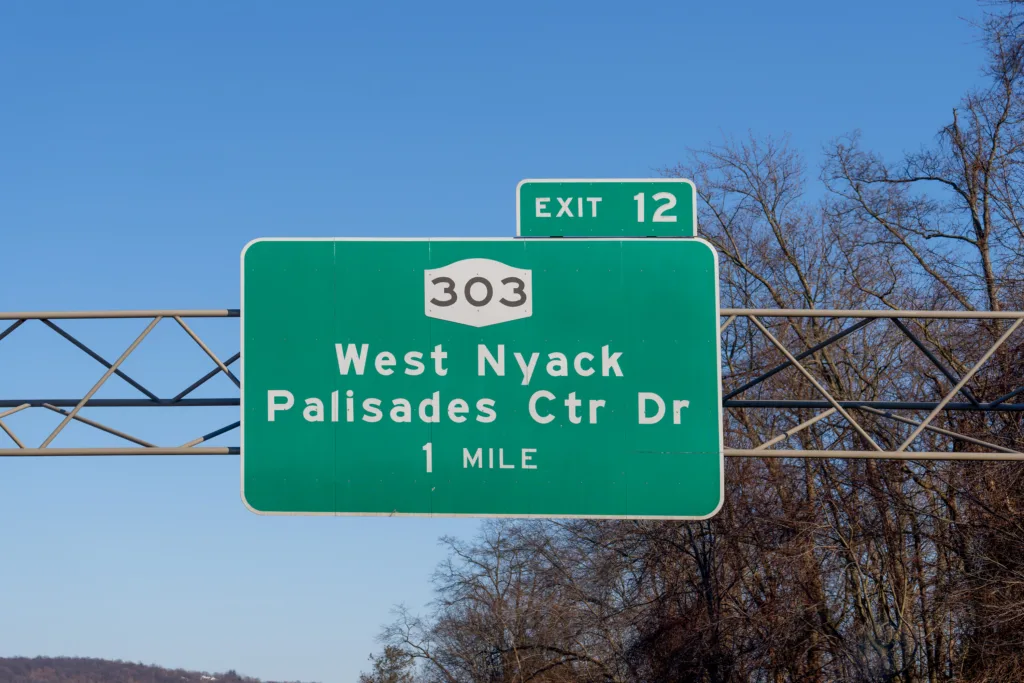 EXIT 12
303
West Nyack
Palisades Ctr Dr
1 MILE